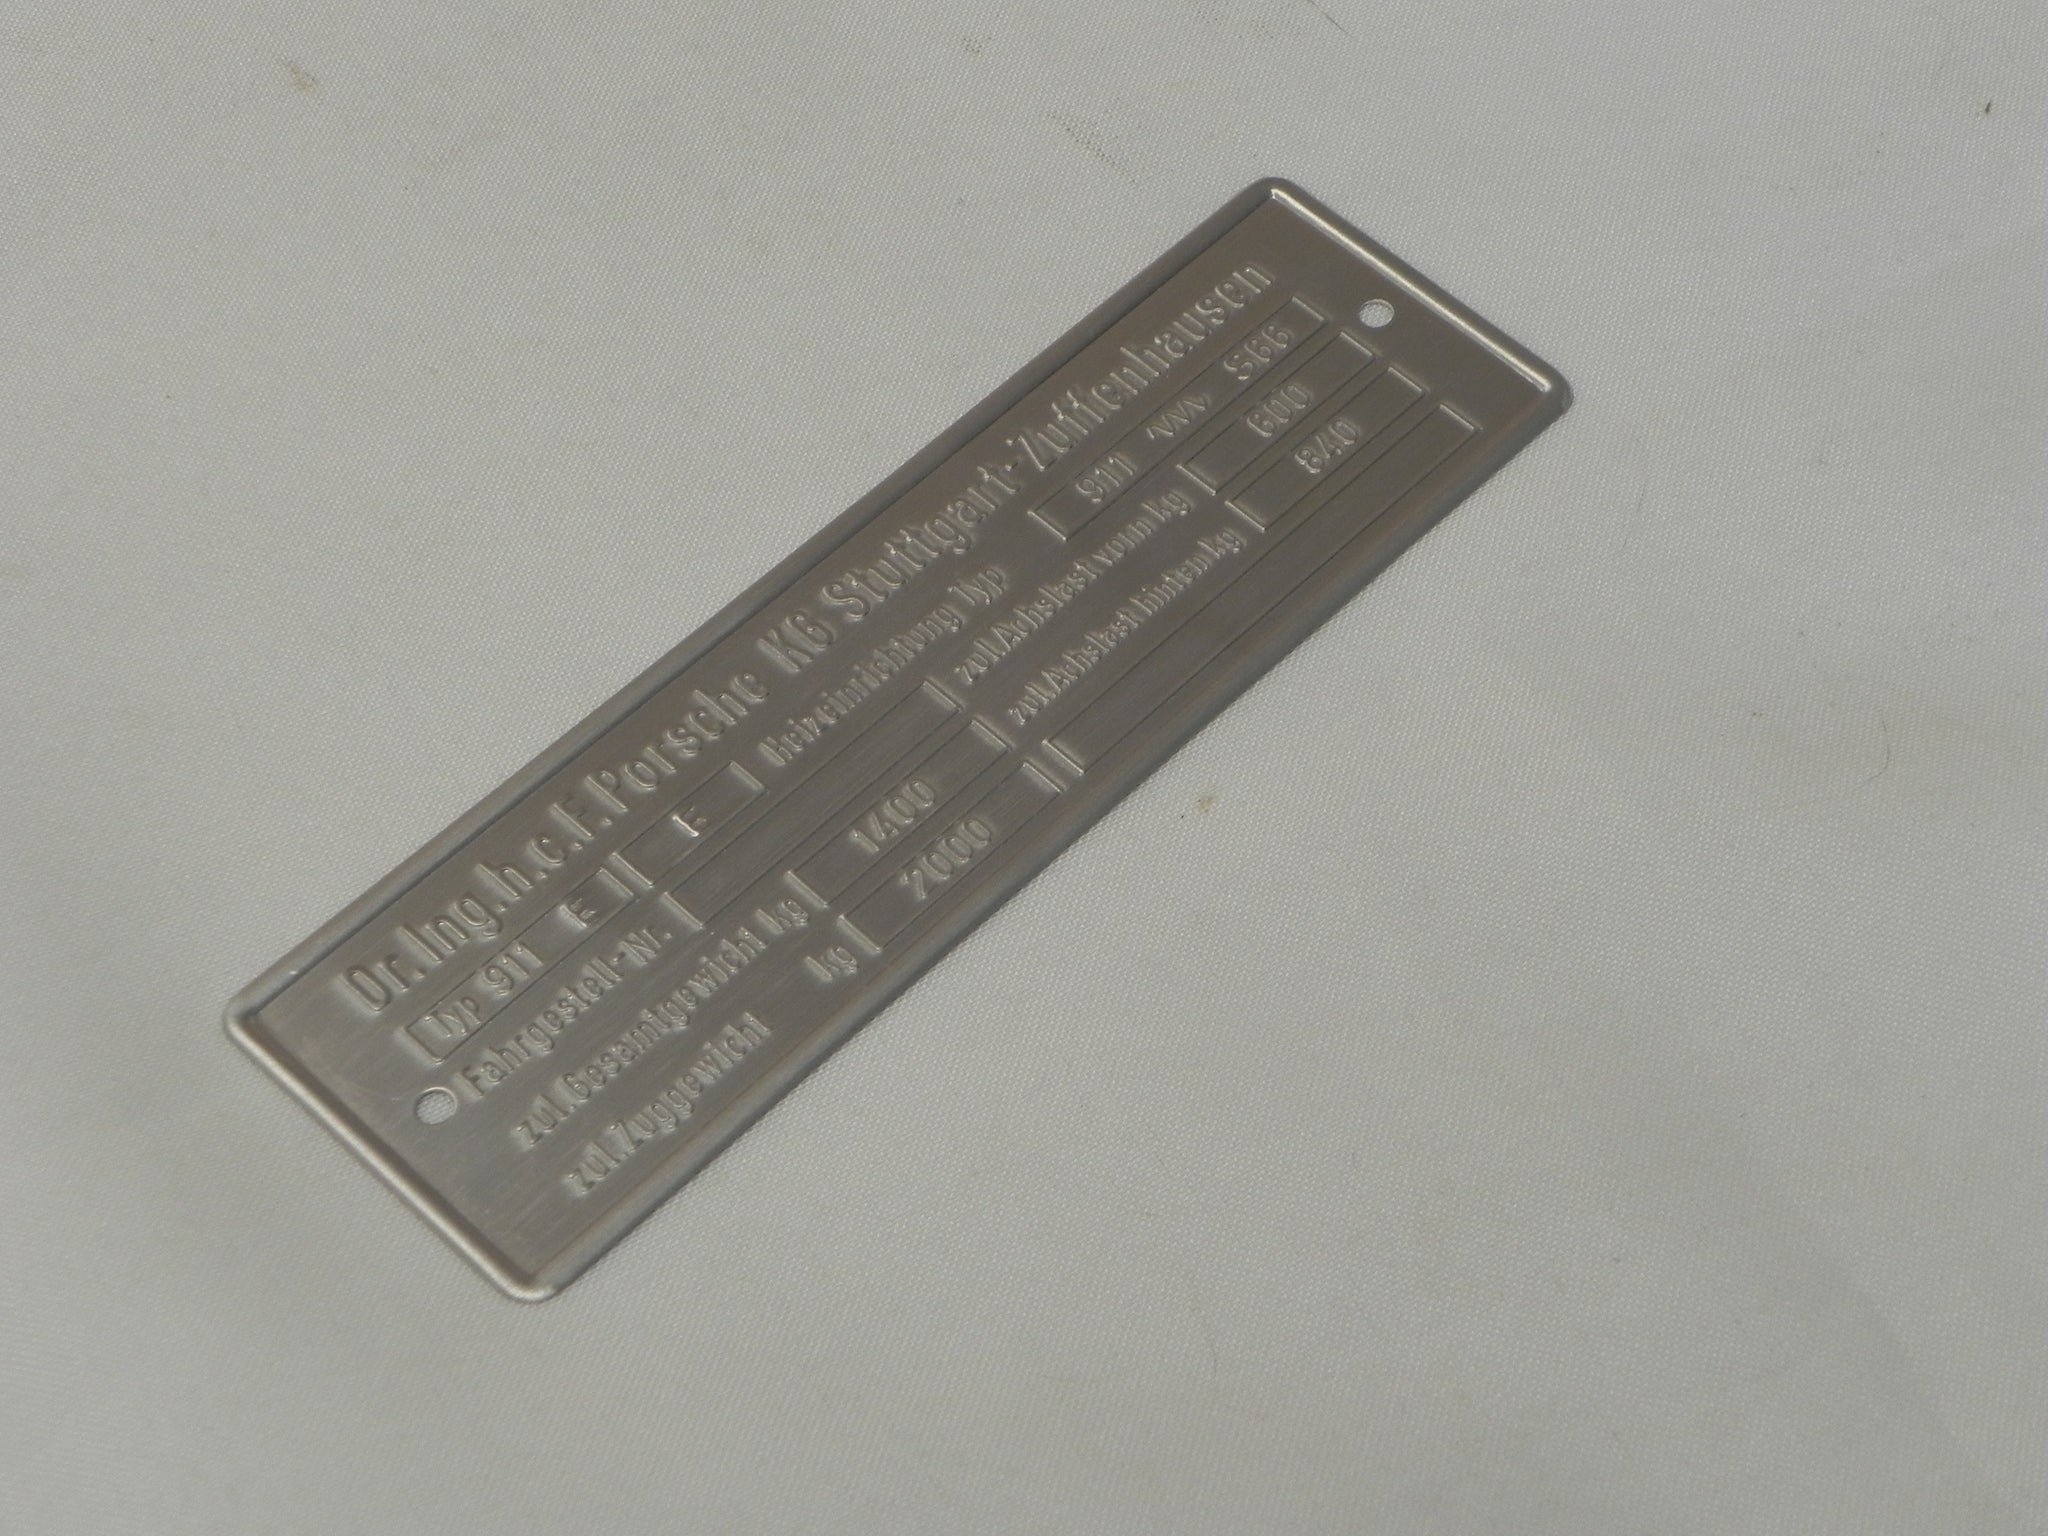 Dr.Ing.h.c.F.Porsche KG Stuttgart-Zuffenhausen
Typ 911 E E Heizeinrichtung Typ 911 S66
Fahrgestell-Nr. zul.Achslast vorn kg 600
zul.Gesamtgewicht kg 1400 zul.Achslast hinten kg 840
zul.Zuggewicht kg 2000